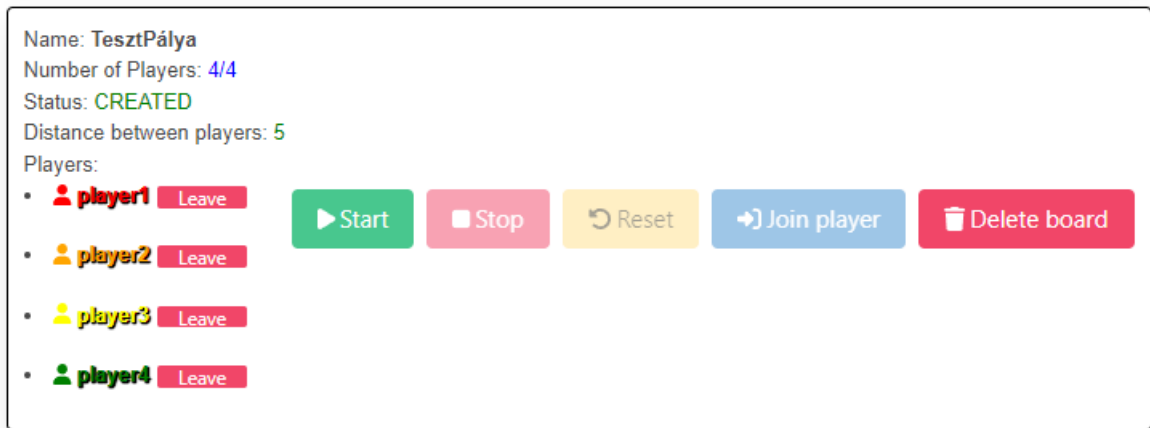 Name: TesztPálya
Number of Players: 4/4
Status: CREATED
Distance between players: 5
Players:
player1 Leave
Start Stop Reset Join player Delete board
player2 Leave
player3 Leave
player4 Leave